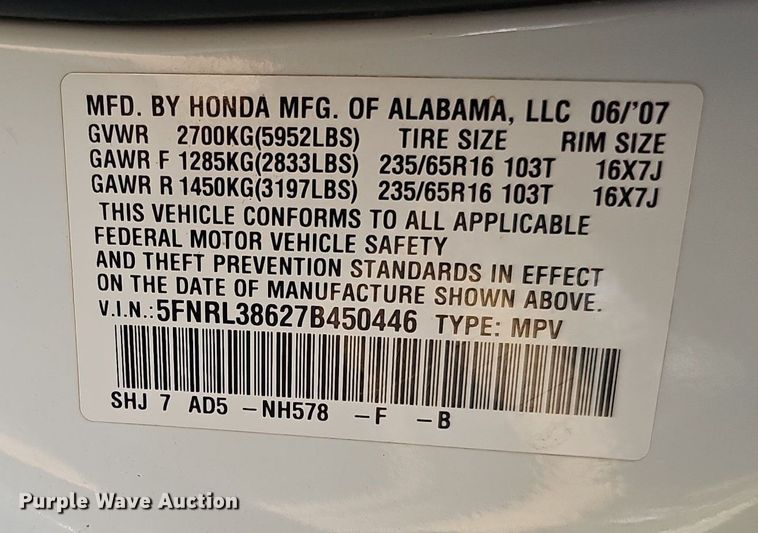 MFD. BY HONDA MFG. OF ALABAMA, LLC 06/'07
GVWR 2700KG(5952LBS) TIRE SIZE RIM SIZE
GAWR F 1285KG(2833LBS) 235/65R16 103T 16X7J
GAWR R 1450KG(3197LBS) 235/65R16 103T 16X7J
THIS VEHICLE CONFORMS TO ALL APPLICABLE
FEDERAL MOTOR VEHICLE SAFETY
AND THEFT PREVENTION STANDARDS IN EFFECT
ON THE DATE OF MANUFACTURE SHOWN ABOVE.
V.I.N.:5FNRL38627B450446 TYPE: MPV
SHJ 7 AD5 -NH578 -F -B
Purple Wave Auction